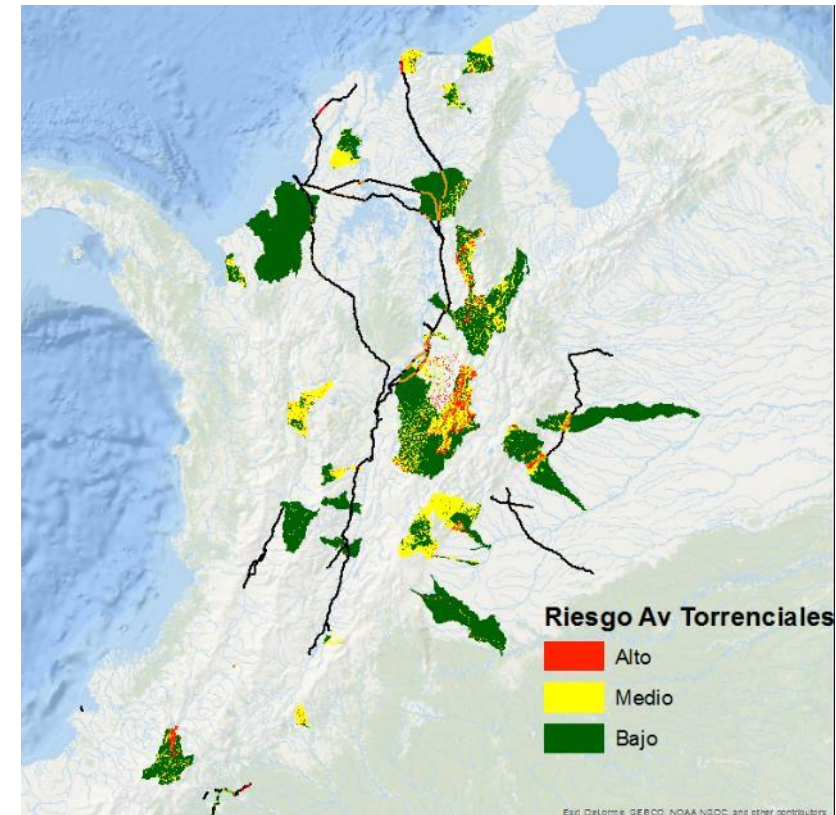 Riesgo Av Torrenciales
Alto
Medio
Bajo
Esri, DeLorme, GEBCO, NOAA NGDC, and other contributors